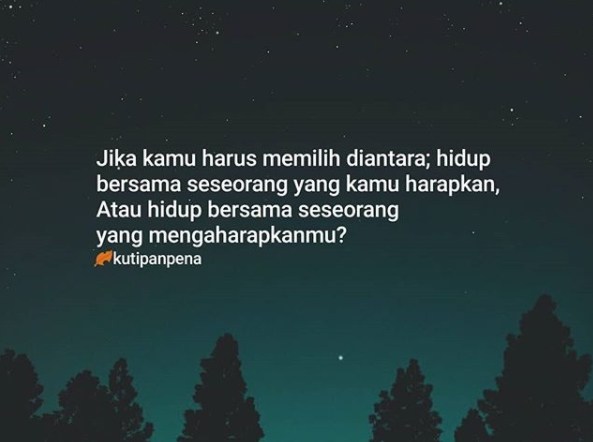 Jika kamu harus memilih diantara; hidup
bersama seseorang yang kamu harapkan,
Atau hidup bersama seseorang
yang mengaharapkanmu?
kutipanpena